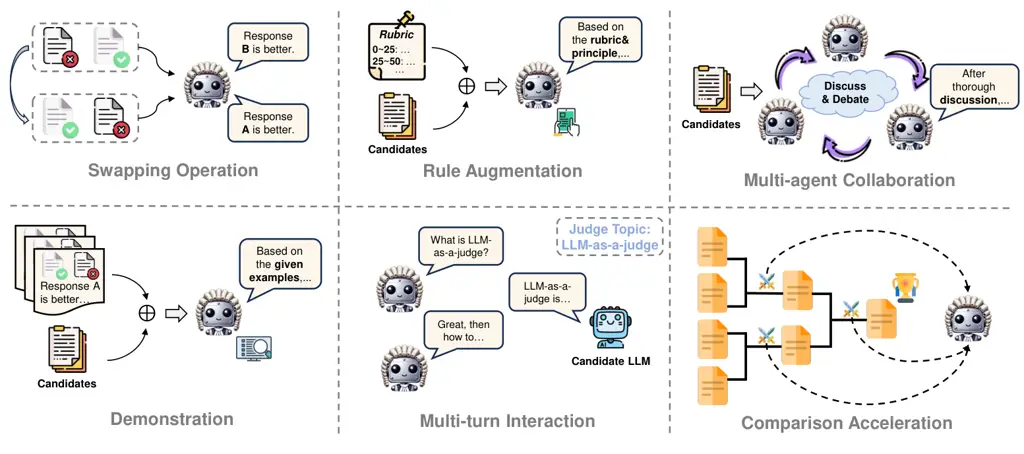 Response
B is better.
Response
A is better.
Swapping Operation
Rubric
0~25: …
25~50: …
…
Candidates
Based on
the rubric&
principle,...
Rule Augmentation
Candidates
Discuss
& Debate
After
thorough
discussion,...
Multi-agent Collaboration
Response A
is better…
Candidates
Based on
the given
examples,...
Demonstration
Judge Topic:
LLM-as-a-judge
What is LLM-
as-a-judge?
LLM-as-a-
judge is…
Great, then
how to…
AI
Candidate LLM
Multi-turn Interaction
Comparison Acceleration